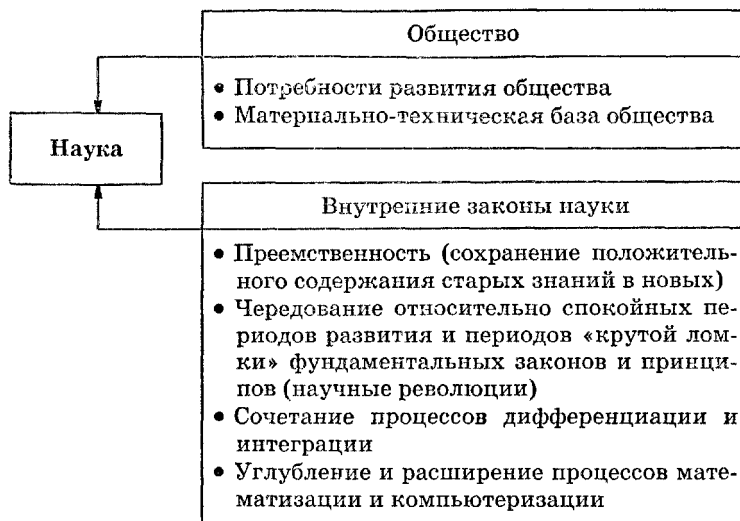 Общество
• Потребности развития общества
• Материально-техническая база общества
Наука
Внутренние законы науки
• Преемственность (сохранение положитель-
ного содержания старых знаний в новых)
• Чередование относительно спокойных пе-
риодов развития и периодов «крутой лом-
ки» фундаментальных законов и принци-
пов (научные революции)
• Сочетание процессов дифференциации и
интеграции
• Углубление и расширение процессов мате-
матизации и компьютеризации